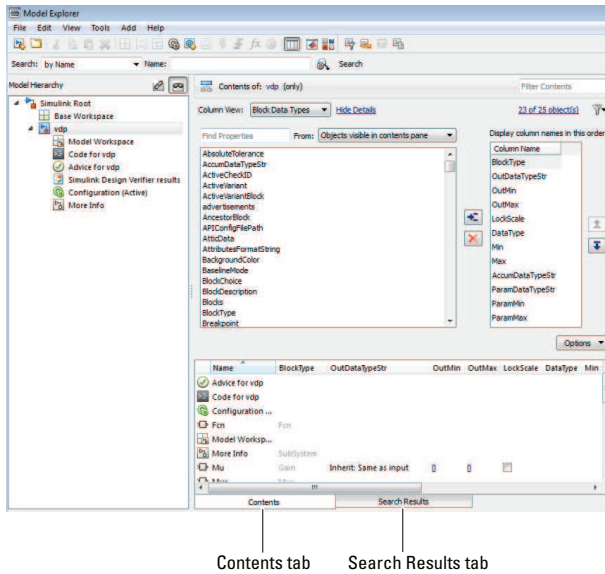 Model Explorer
File Edit View Tools Add Help
Search: by Name Name: Search
Model Hierarchy
Simulink Root
Base Workspace
vdp
Model Workspace
Code for vdp
Advice for vdp
Simulink Design Verifier results
Configuration (Active)
More Info
Contents of: vdp (only)
Filter Contents
Column View: Block Data Types Hide Details
23 of 25 object(s)
Find Properties From: Objects visible in contents pane
Display column names in this order
AbsoluteTolerance
AccumDataTypeStr
ActiveCheckID
ActiveVariant
ActiveVariantBlock
advertisements
AncestorBlock
APIConfigFilePath
AtticData
AttributesFormatString
BackgroundColor
BaselineMode
BlockChoice
BlockDescription
Blocks
BlockType
Breakpoint
Column Name
BlockType
OutDataTypeStr
OutMin
OutMax
LockScale
DataType
Min
Max
AccumDataTypeStr
ParamDataTypeStr
ParamMin
ParamMax
Options
Name BlockType OutDataTypeStr OutMin OutMax LockScale DataType Min
Advice for vdp
Code for vdp
Configuration ...
Fcn Fcn
Model Worksp...
More Info SubSystem
Mu Gain Inherit: Same as input [] []
Contents Search Results
Contents tab Search Results tab